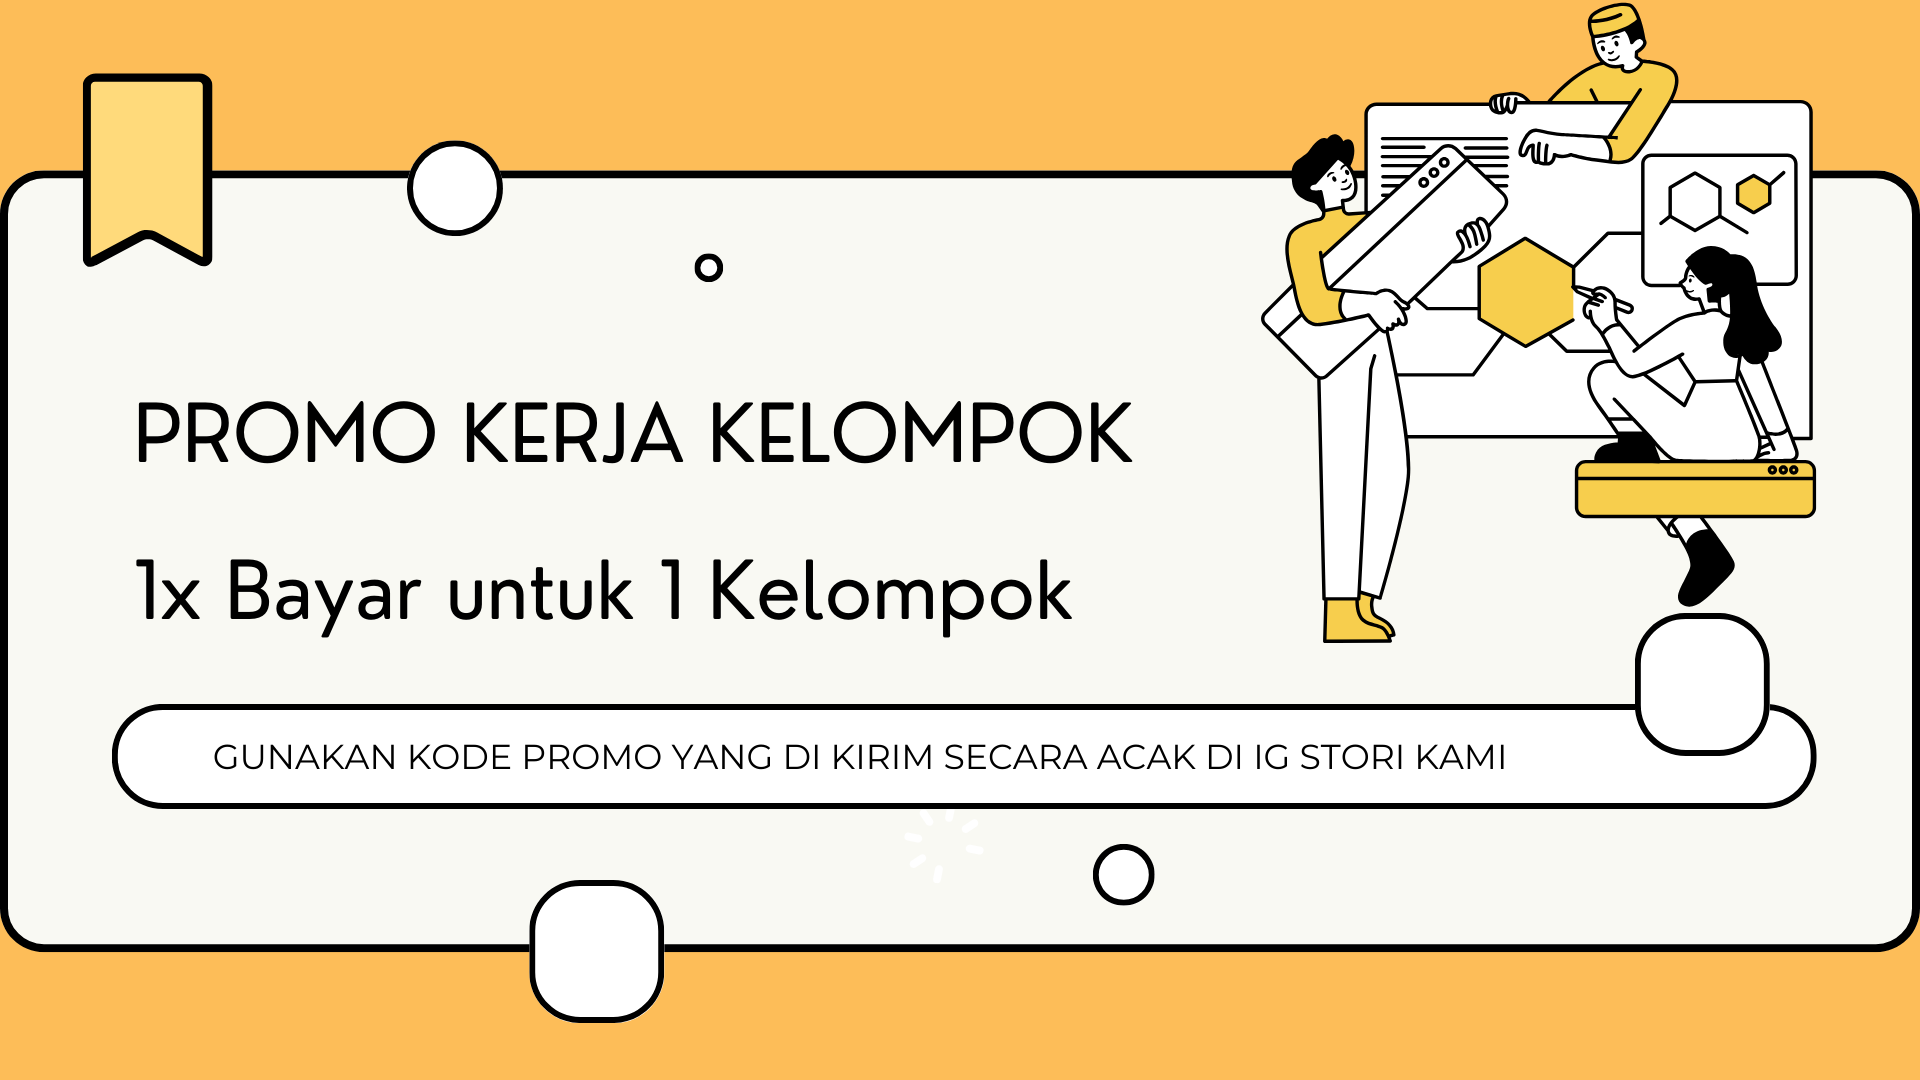 PROMO KERJA KELOMPOK
1x Bayar untuk 1 Kelompok
GUNAKAN KODE PROMO YANG DI KIRIM SECARA ACAK DI IG STORI KAMI